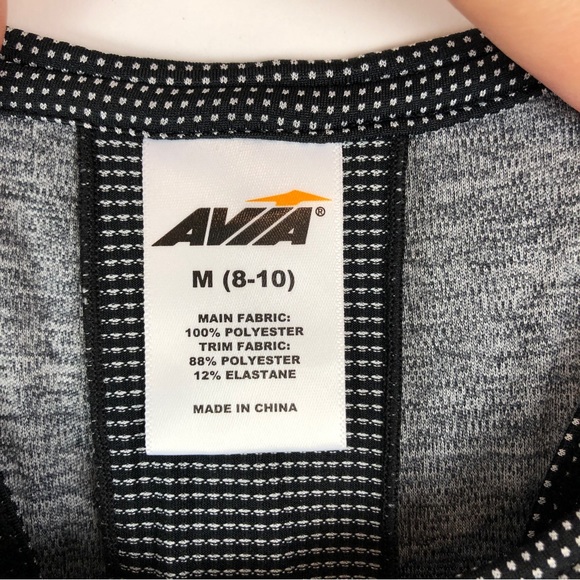 AVIA®
M (8-10)
MAIN FABRIC:
100% POLYESTER
TRIM FABRIC:
88% POLYESTER
12% ELASTANE
MADE IN CHINA